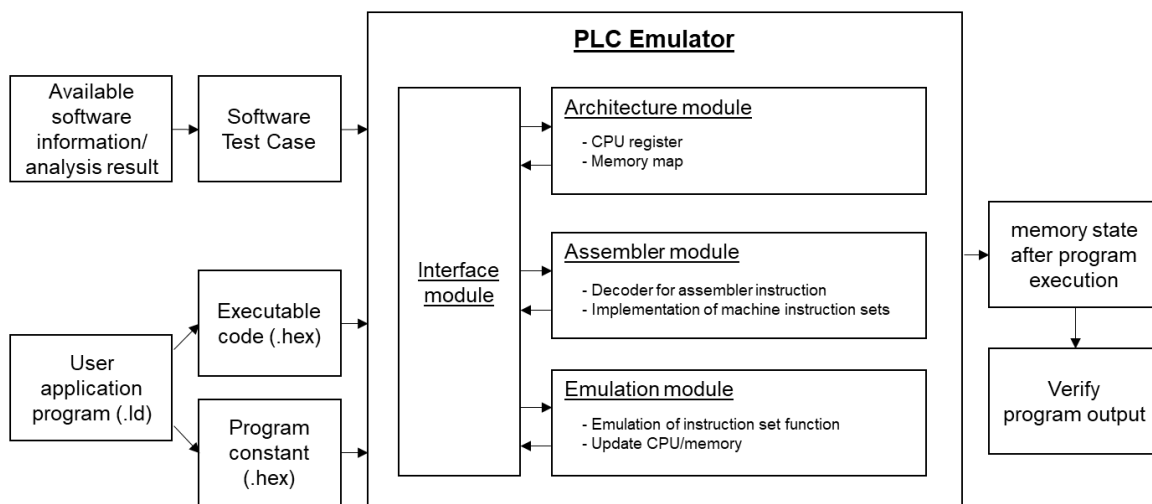 PLC Emulator
Available
software
information/
analysis result
Software
Test Case
User
application
program (.ld)
Executable
code (.hex)
Program
constant
(.hex)
Interface
module
Architecture module
- CPU register
- Memory map
Assembler module
- Decoder for assembler instruction
- Implementation of machine instruction sets
Emulation module
- Emulation of instruction set function
- Update CPU/memory
memory state
after program
execution
Verify
program output